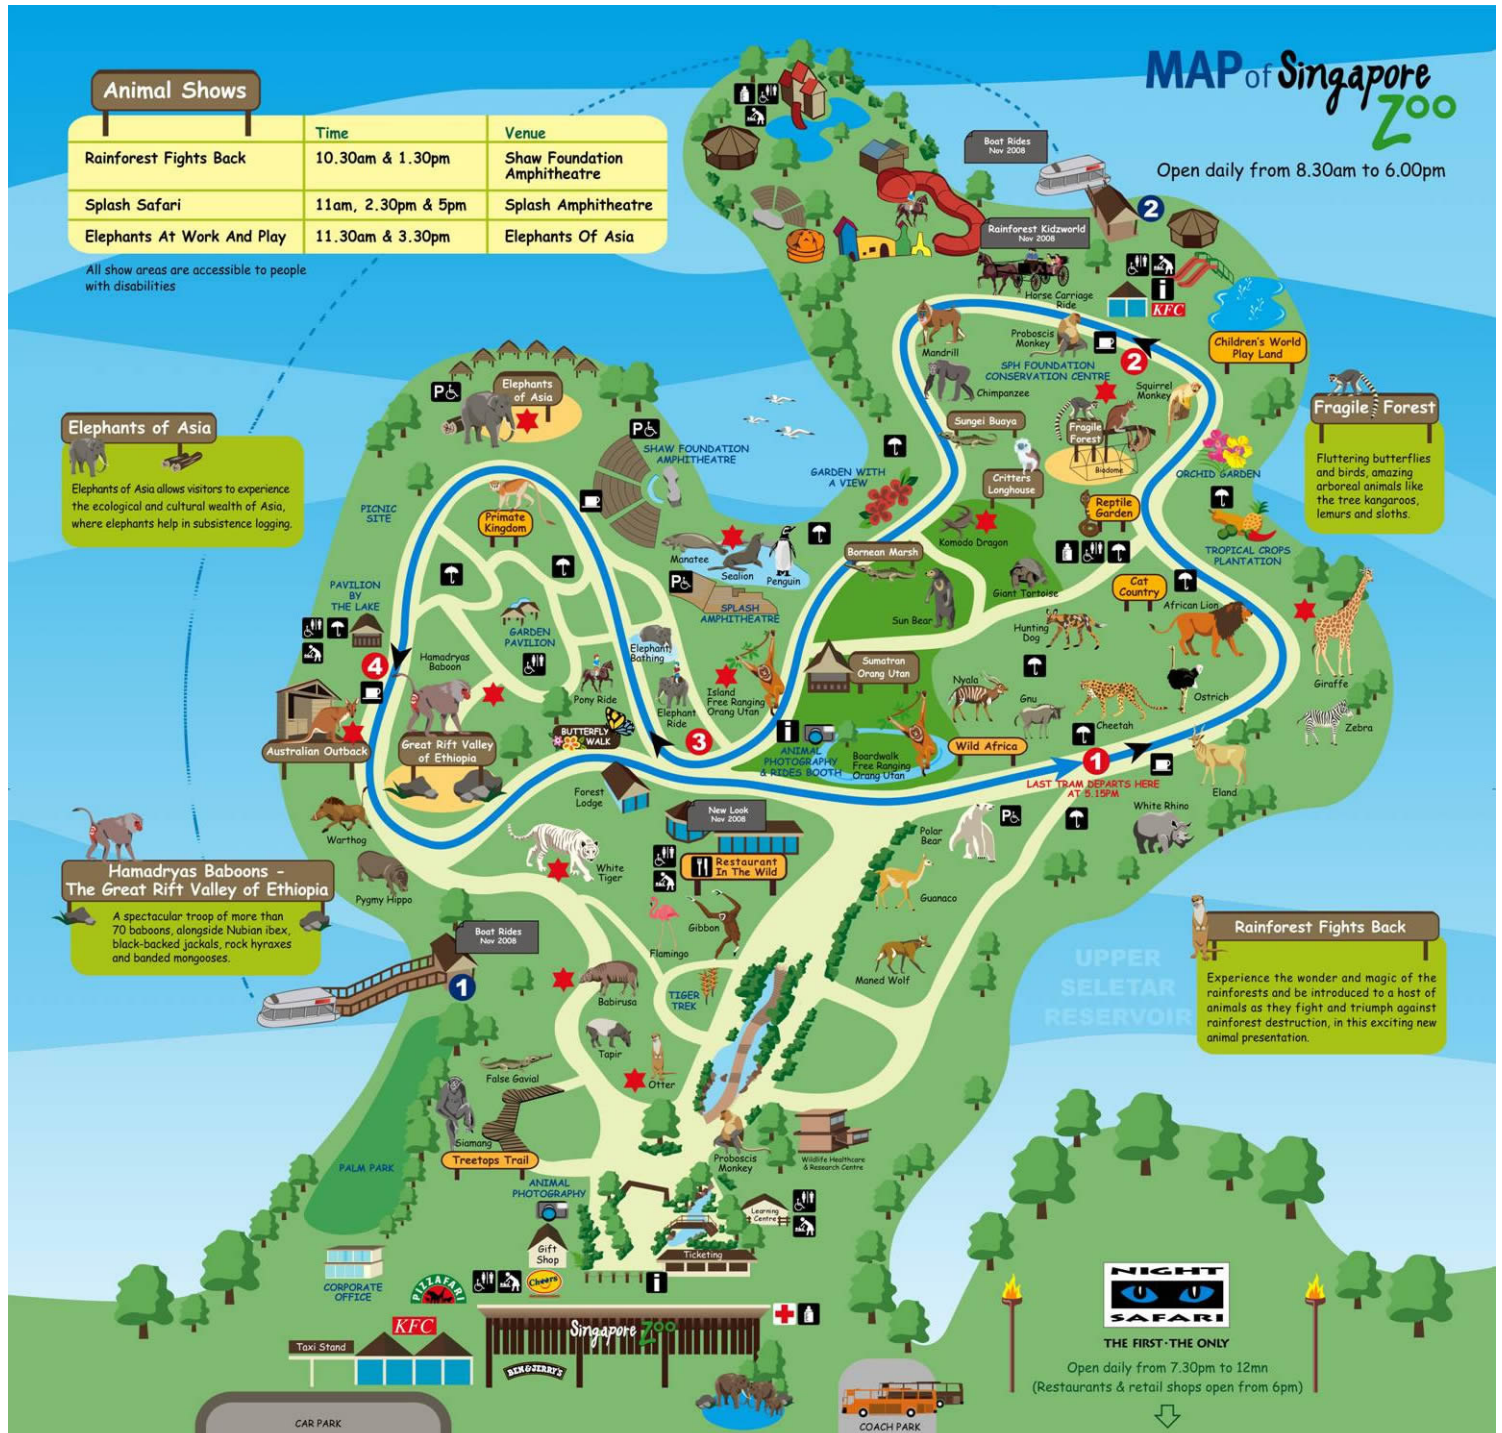 MAP of Singapore
Zoo
Open daily from 8.30am to 6.00pm
Animal Shows
Time
Venue
Rainforest Fights Back
10.30am & 1.30pm
Shaw Foundation
Amphitheatre
Splash Safari
11am, 2.30pm & 5pm
Splash Amphitheatre
Elephants At Work And Play
11.30am & 3.30pm
Elephants Of Asia
All show areas are accessible to people
with disabilities
Boat Rides
Nov 2008
2
Rainforest Kidzworld
Nov 2008
Horse Carriage
Ride
i
KFC
Children's World
Play Land
Mandrill
Proboscis
Monkey
2
SPH FOUNDATION
CONSERVATION CENTRE
Chimpanzee
Squirrel
Monkey
Sungei Buaya
Fragile
Forest
Biodome
Critters
Longhouse
ORCHID GARDEN
Reptile
Garden
Komodo Dragon
TROPICAL CROPS
PLANTATION
GARDEN WITH
A VIEW
Fragile Forest
Fluttering butterflies
and birds, amazing
arboreal animals like
the tree kangaroos,
lemurs and sloths.
Elephants of Asia
Elephants of Asia allows visitors to experience
the ecological and cultural wealth of Asia,
where elephants help in subsistence logging.
P
Elephants
of Asia
P
SHAW FOUNDATION
AMPHITHEATRE
PICNIC
SITE
Primate
Kingdom
Manatee
Sealion
Penguin
P
SPLASH
AMPHITHEATRE
Bornean Marsh
Sun Bear
Giant Tortoise
Cat
Country
African Lion
Hunting
Dog
Giraffe
PAVILION
BY
THE LAKE
GARDEN
PAVILION
Elephant
Bathing
4
Hamadryas
Baboon
Pony Ride
Elephant
Ride
Island
Free Ranging
Orang Utan
Sumatran
Orang Utan
Nyala
Gnu
Cheetah
Ostrich
Zebra
Australian Outback
Great Rift Valley
of Ethiopia
BUTTERFLY
WALK
3
i
ANIMAL
PHOTOGRAPHY
& RIDES BOOTH
Boardwalk
Free Ranging
Orang Utan
Wild Africa
1
LAST TRAM DEPARTS HERE
AT 5.15PM
Eland
Forest
Lodge
New Look
Nov 2008
Warthog
White
Tiger
Restaurant
In The Wild
Polar
Bear
P
White Rhino
Pygmy Hippo
Guanaco
Hamadryas Baboons -
The Great Rift Valley of Ethiopia
A spectacular troop of more than
70 baboons, alongside Nubian ibex,
black-backed jackals, rock hyraxes
and banded mongooses.
Boat Rides
Nov 2008
1
Gibbon
Flamingo
Babirusa
TIGER
TREK
Maned Wolf
UPPER
SELETAR
RESERVOIR
Rainforest Fights Back
Experience the wonder and magic of the
rainforests and be introduced to a host of
animals as they fight and triumph against
rainforest destruction, in this exciting new
animal presentation.
Tapir
False Gavial
Otter
Siamang
Treetops Trail
Proboscis
Monkey
Wildlife Healthcare
& Research Centre
PALM PARK
ANIMAL
PHOTOGRAPHY
Learning
Centre
Gift
Shop
Ticketing
CORPORATE
OFFICE
PIZZAFARI
Cheers
i
KFC
Taxi Stand
Singapore Zoo
BEN & JERRY'S
CAR PARK
COACH PARK
NIGHT
SAFARI
THE FIRST·THE ONLY
Open daily from 7.30pm to 12mn
(Restaurants & retail shops open from 6pm)